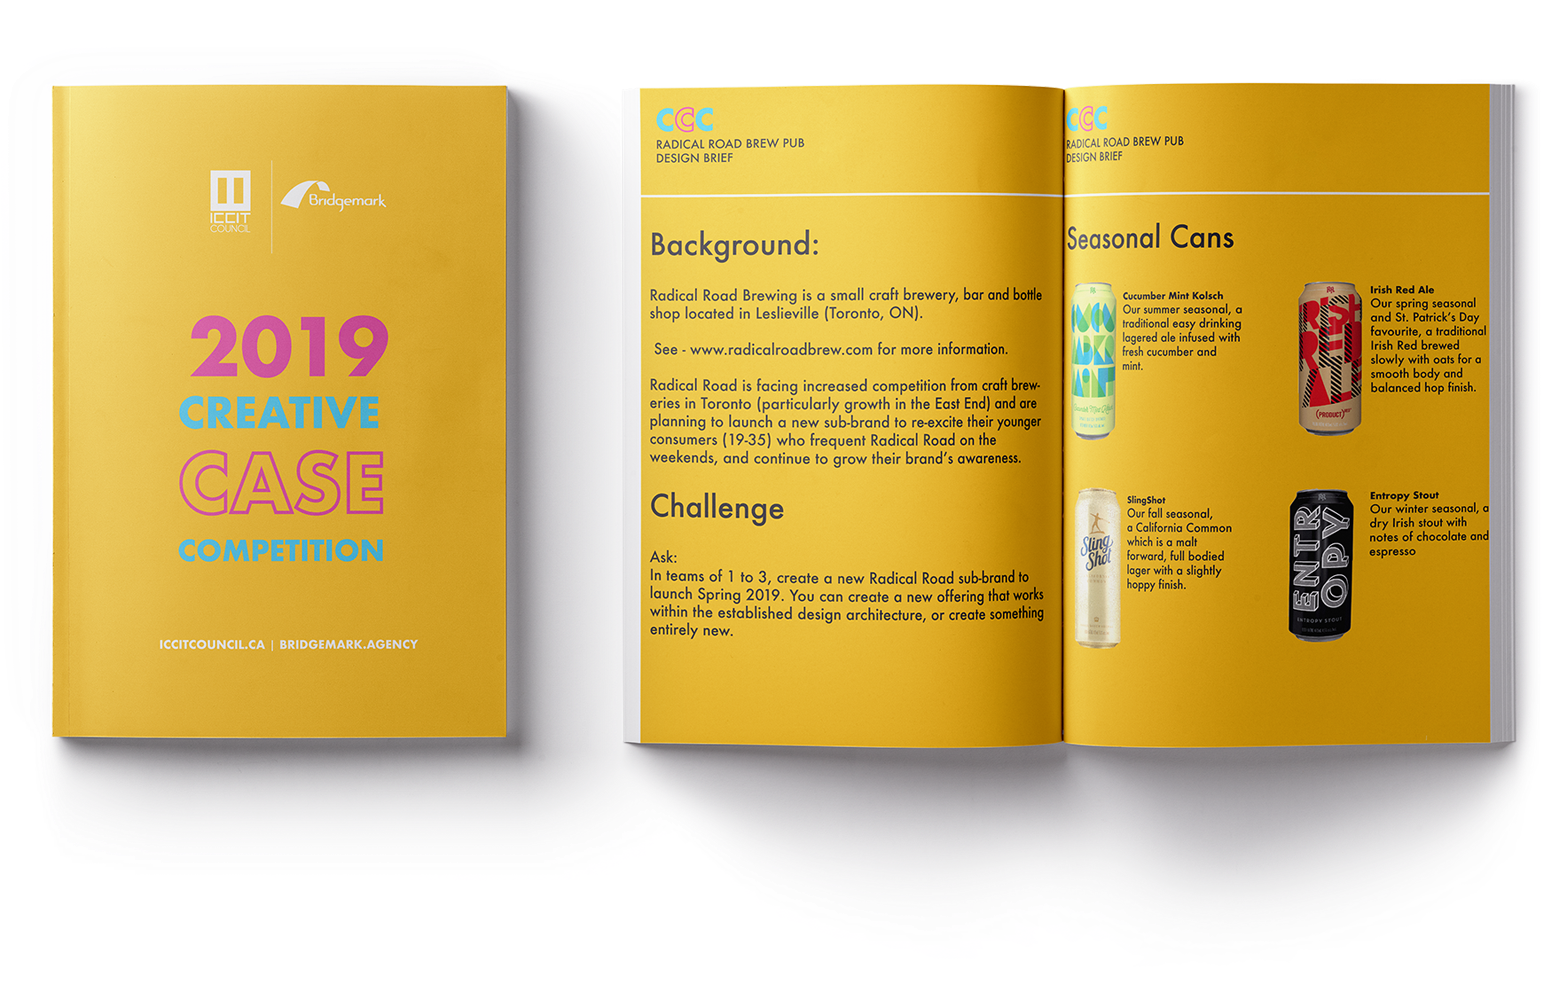 ICCIT
COUNCIL
Bridgemark
2019
CREATIVE
CASE
COMPETITION
ICCITCOUNCIL.CA | BRIDGEMARK.AGENCY
CCC
RADICAL ROAD BREW PUB
DESIGN BRIEF
Background:
Radical Road Brewing is a small craft brewery, bar and bottle
shop located in Leslieville (Toronto, ON).
See - www.radicalroadbrew.com for more information.
Radical Road is facing increased competition from craft brew-
eries in Toronto (particularly growth in the East End) and are
planning to launch a new sub-brand to re-excite their younger
consumers (19-35) who frequent Radical Road on the
weekends, and continue to grow their brand's awareness.
Challenge
Ask:
In teams of 1 to 3, create a new Radical Road sub-brand to
launch Spring 2019. You can create a new offering that works
within the established design architecture, or create something
entirely new.
CCC
RADICAL ROAD BREW PUB
DESIGN BRIEF
Seasonal Cans
Cucumber Mint Kolsch
Our summer seasonal, a
traditional easy drinking
lagered ale infused with
fresh cucumber and
mint.
Irish Red Ale
Our spring seasonal
and St. Patrick's Day
favourite, a traditional
Irish Red brewed
slowly with oats for a
smooth body and
balanced hop finish.
(PRODUCT)
SlingShot
Our fall seasonal,
a California Common
which is a malt
forward, full bodied
lager with a slightly
hoppy finish.
Sling
Shot
Entropy Stout
Our winter seasonal, a
dry Irish stout with
notes of chocolate and
espresso
ENTR
OPY
ENTROPY STOUT